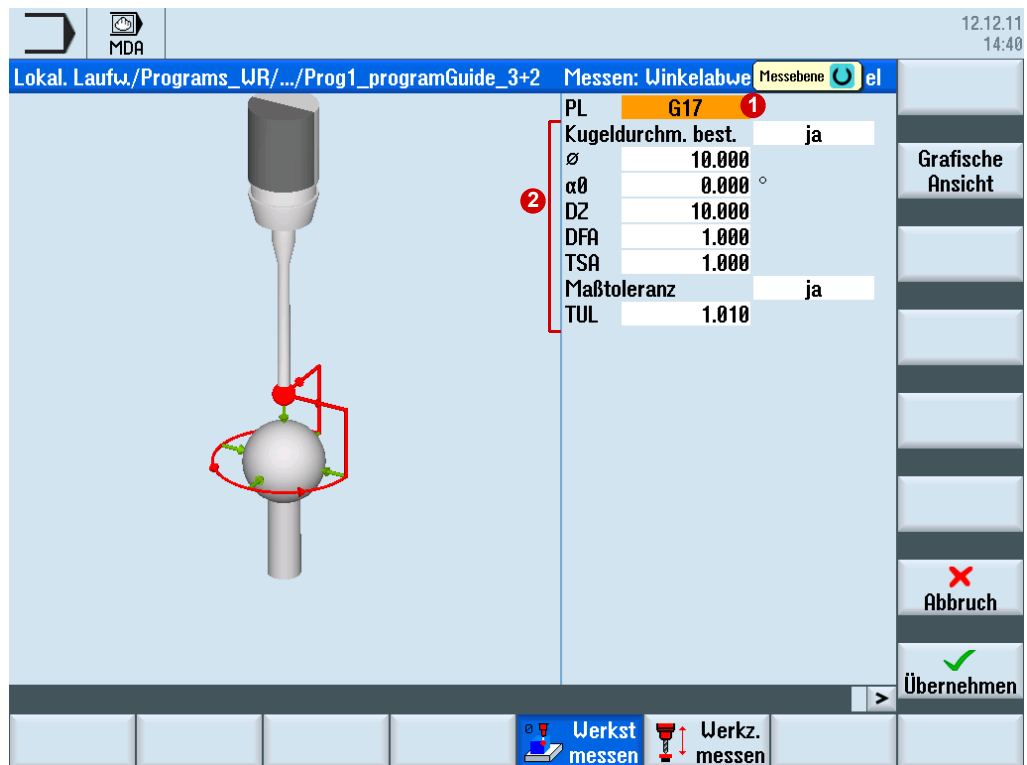 MDA
12.12.11
14:40
Lokal. Laufw./Programs_WR/.../Prog1_programGuide_3+2
Messen: Winkelabwe
Messebene
el
PL G17 1
Kugeldurchm. best. ja
2
ø 10.000
α0 0.000 °
DZ 10.000
DFA 1.000
TSA 1.000
Maßtoleranz ja
TUL 1.010
Grafische
Ansicht
Abbruch
Übernehmen
>
0
Werkst
messen
Werkz.
messen